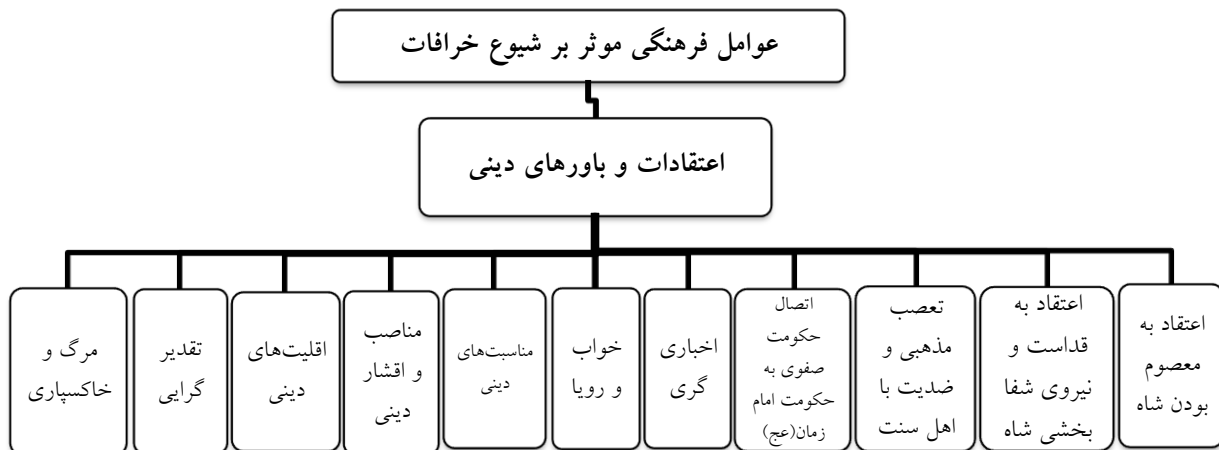 عوامل فرهنگی موثر بر شیوع خرافات
اعتقادات و باورهای دینی
اعتقاد به
معصوم
بودن شاه
اعتقاد به
قداست و
نیروی شفا
بخشی شاه
تعصب
مذهبی و
ضدیت با
اهل سنت
اتصال
حکومت
صفوی به
حکومت امام
زمان(عج)
اخباری
گری
خواب
و رویا
مناسبت‌های
دینی
مناصب
و اقشار
دینی
اقلیت‌های
دینی
تقدیر
گرایی
مرگ و
خاکسپاری